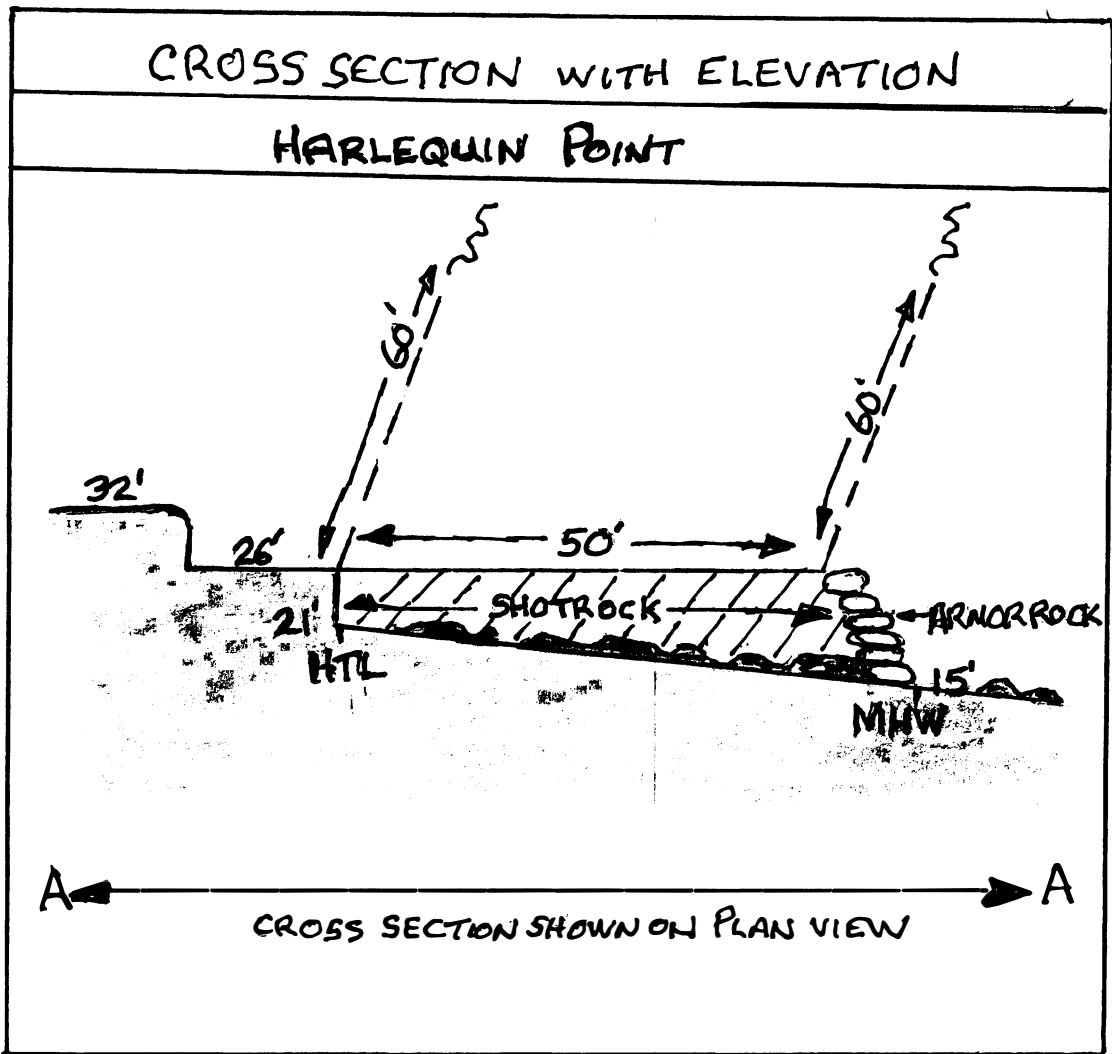 CROSS SECTION WITH ELEVATION
HARLEQUIN POINT
60'
60'
32'
26'
50'
21'
SHOTROCK
ARMORROCK
HTL
15'
MHW
A A
CROSS SECTION SHOWN ON PLAN VIEW